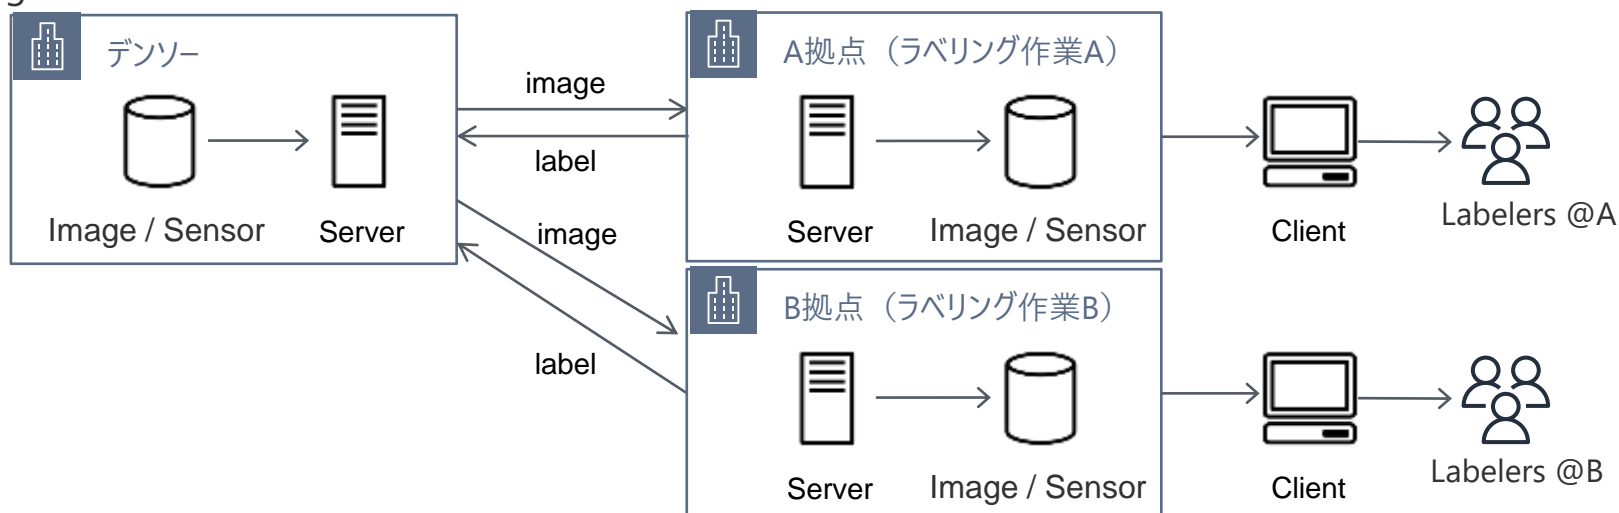 デンソー
Image / Sensor
Server
image
label
image
label
A拠点（ラベリング作業A）
Server
Image / Sensor
Client
Labelers @A
B拠点（ラベリング作業B）
Server
Image / Sensor
Client
Labelers @B